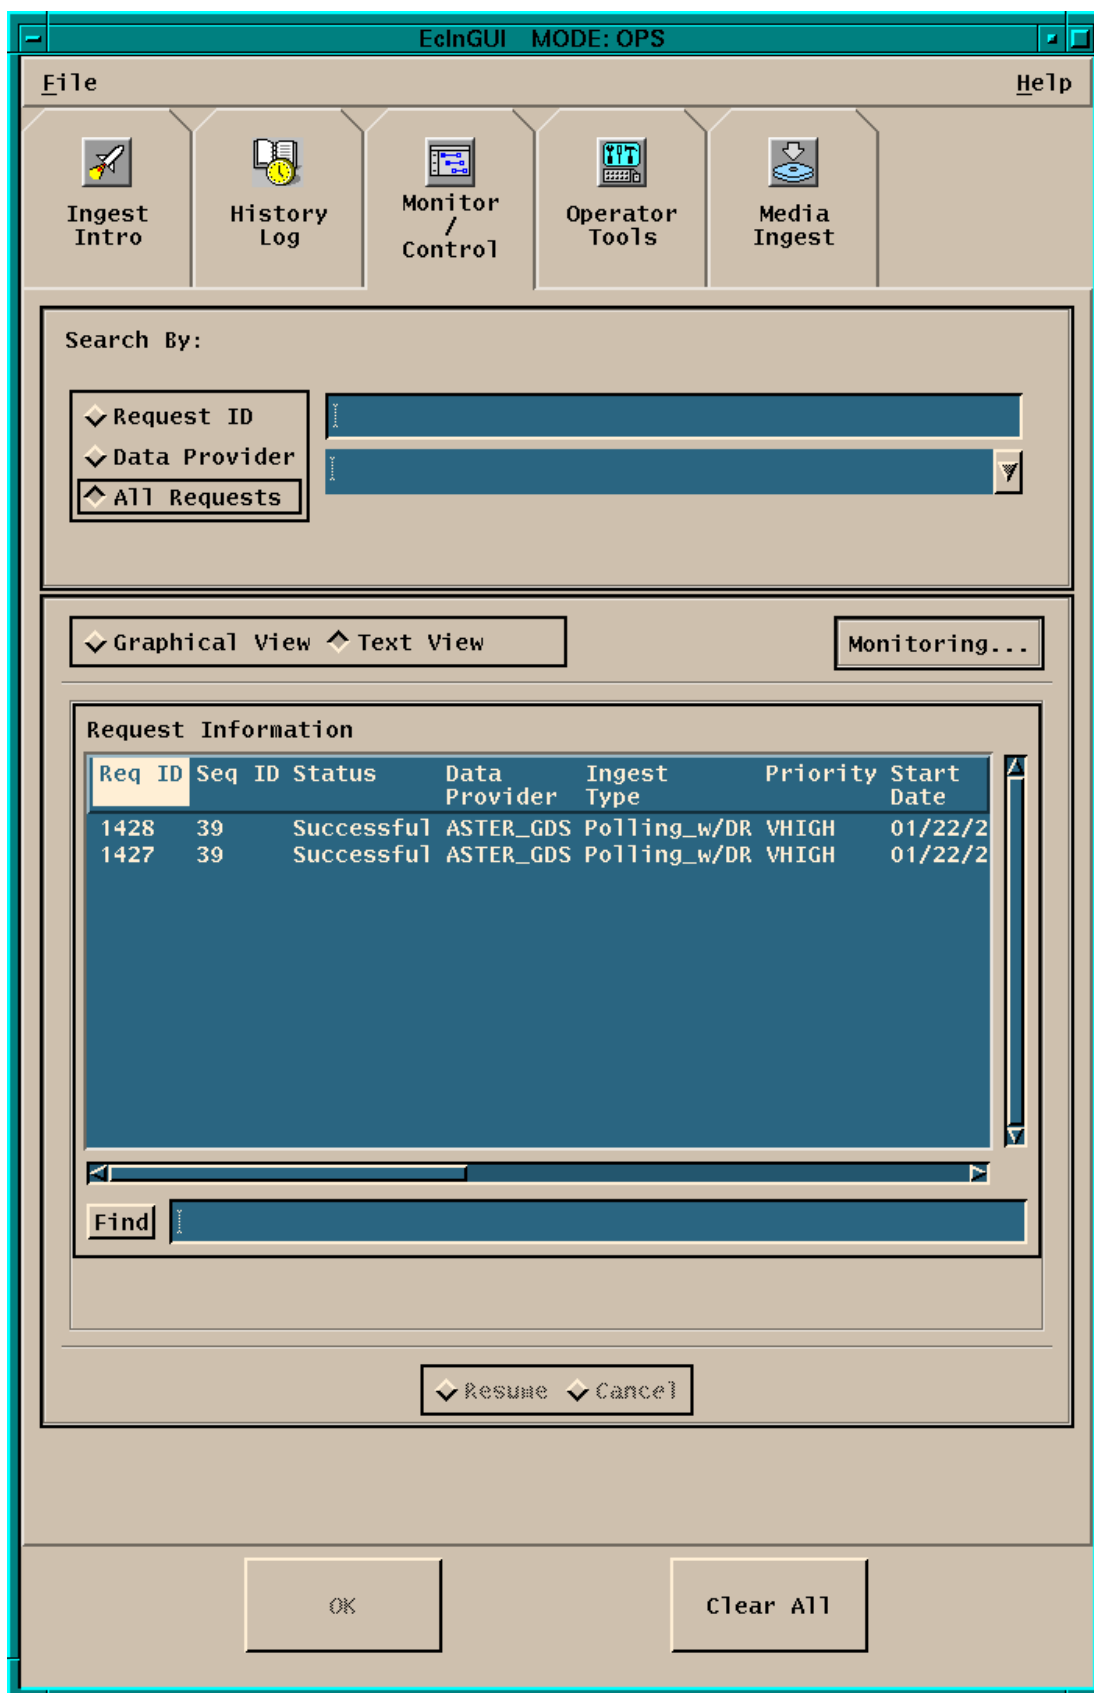 EcInGUI MODE: OPS
File Help
Ingest Intro
History Log
Monitor / Control
Operator Tools
Media Ingest
Search By:
Request ID
Data Provider
All Requests
Graphical View Text View Monitoring...
Request Information
Req ID Seq ID Status Data Provider Ingest Type Priority Start Date
1428 39 Successful ASTER_GDS Polling_w/DR VHIGH 01/22/2
1427 39 Successful ASTER_GDS Polling_w/DR VHIGH 01/22/2
Find
Resume Cancel
OK Clear All